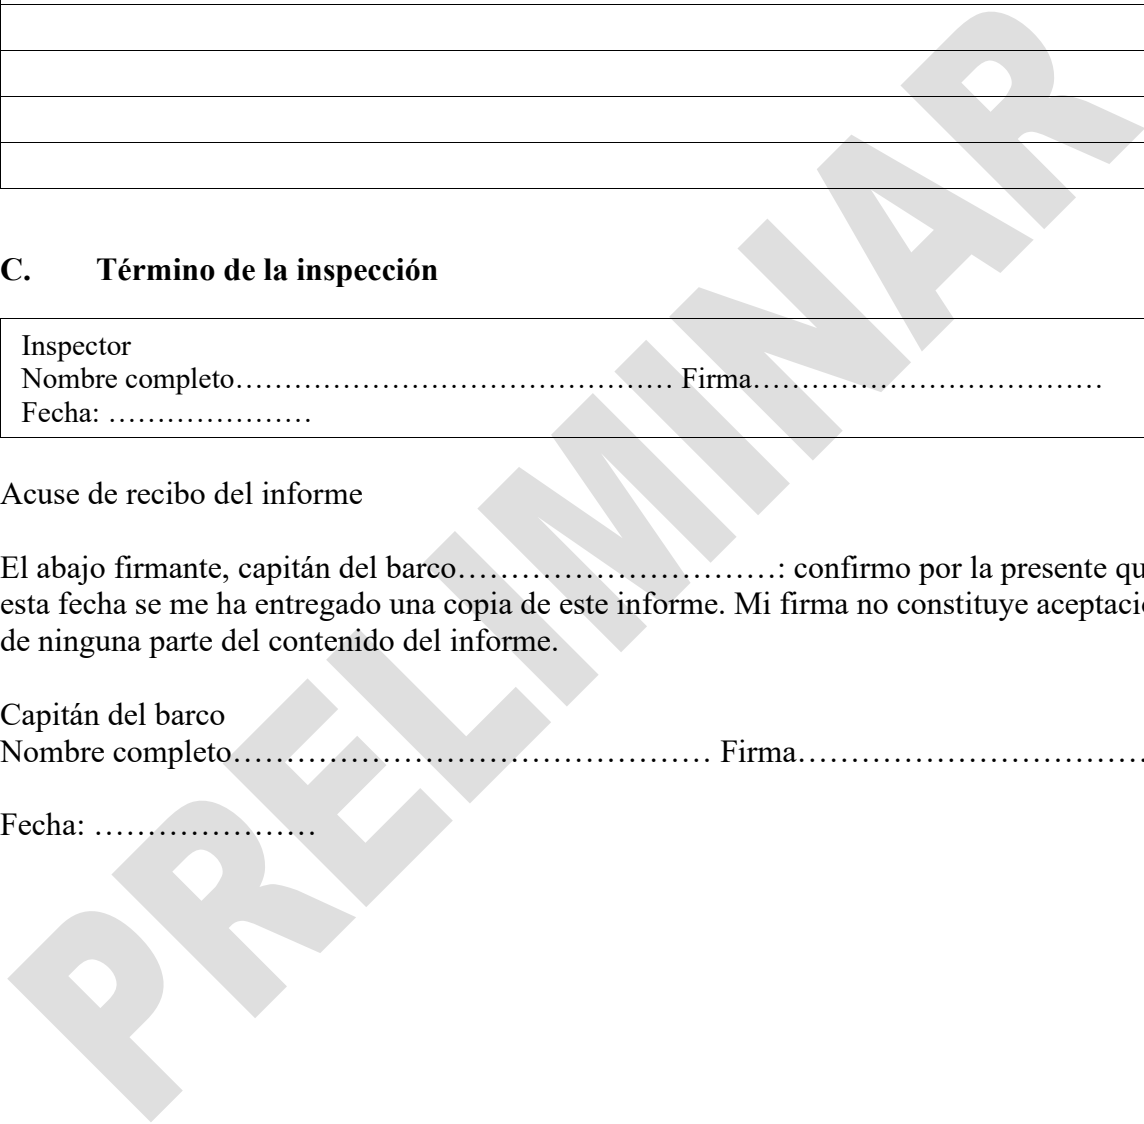 C. Término de la inspección
Inspector
Nombre completo……………………………………… Firma………………………………
Fecha: …………………
Acuse de recibo del informe
El abajo firmante, capitán del barco…………………………: confirmo por la presente qu
esta fecha se me ha entregado una copia de este informe. Mi firma no constituye aceptaci
de ninguna parte del contenido del informe.
Capitán del barco
Nombre completo……………………………………… Firma……………………………
Fecha: …………………
PRELIMINAR